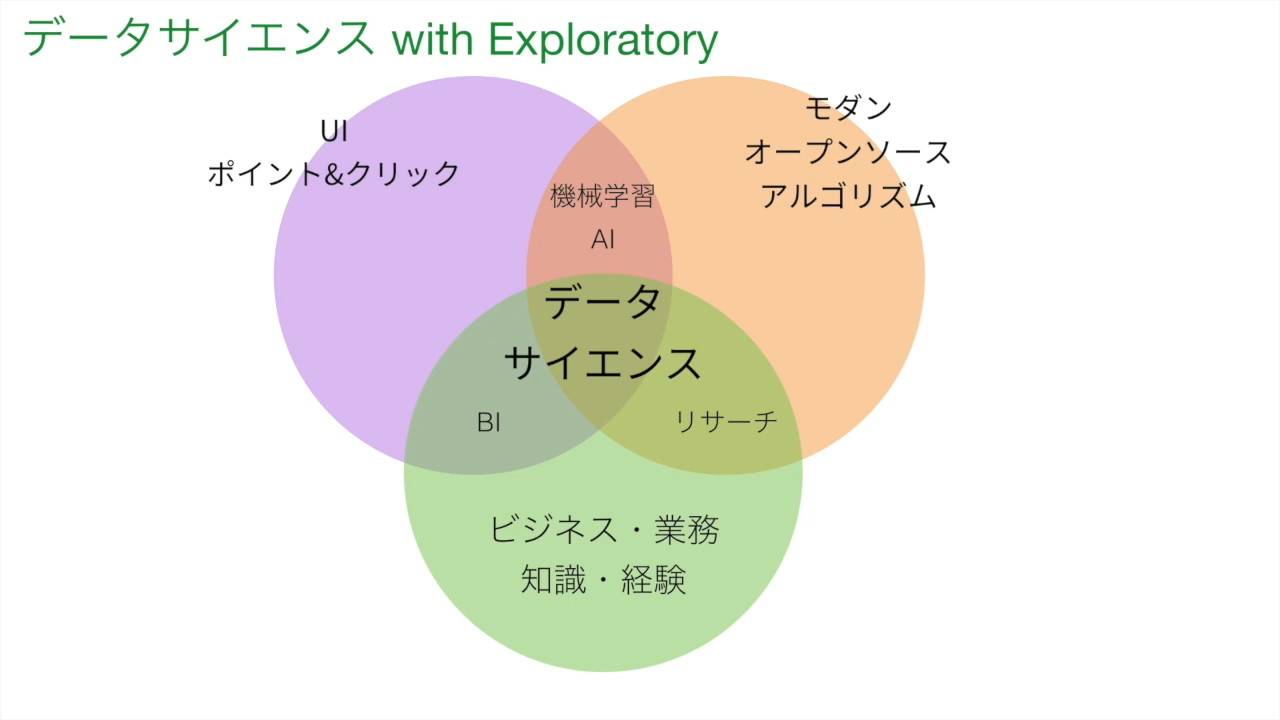 データサイエンス with Exploratory
UI
ポイント&クリック
モダン
オープンソース
アルゴリズム
機械学習
AI
データ
サイエンス
BI
リサーチ
ビジネス・業務
知識・経験